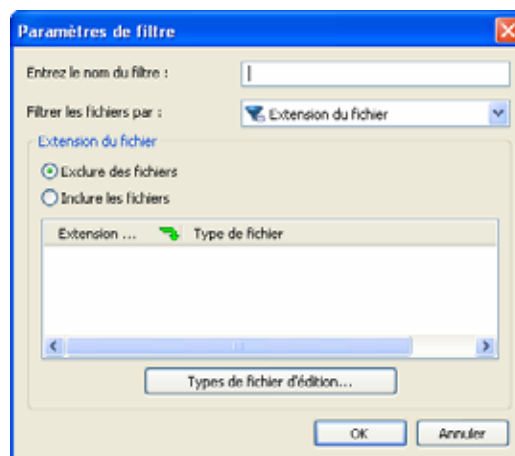 Paramètres de filtre
Entrez le nom du filtre :
Filtrer les fichiers par : Extension du fichier
Extension du fichier
Exclure des fichiers
Inclure les fichiers
Extension ... Type de fichier
Types de fichier d'édition...
OK Annuler